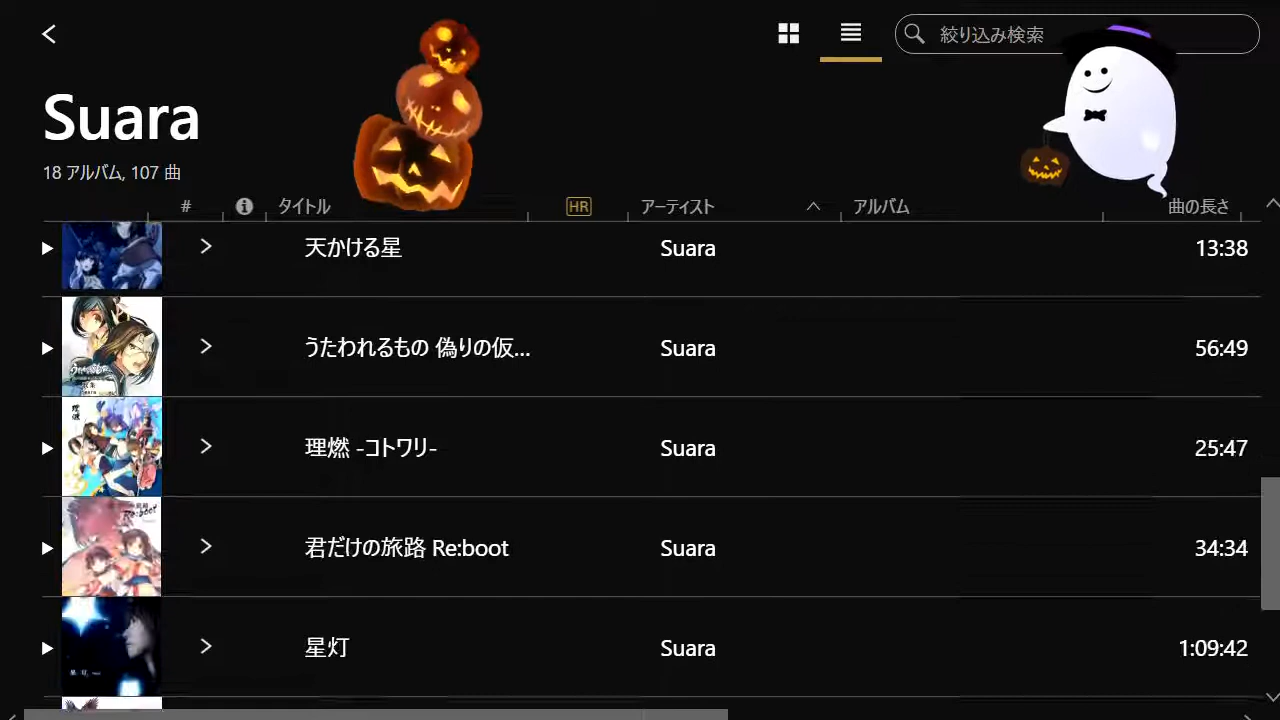 絞り込み検索
Suara
18 アルバム, 107 曲
# タイトル HR アーティスト アルバム 曲の長さ
天かける星 Suara 13:38
うたわれるもの 偽りの仮... Suara 56:49
理燃 -コトワリ- Suara 25:47
君だけの旅路 Re:boot Suara 34:34
星灯 Suara 1:09:42